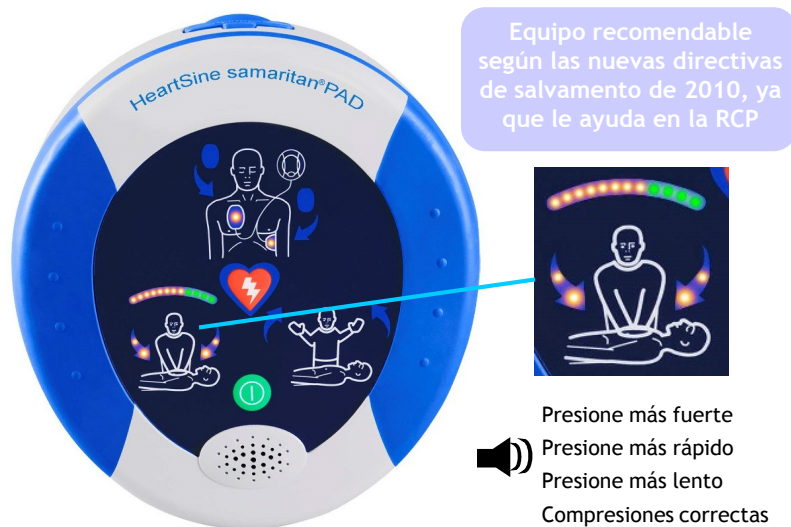 HeartSine samaritan®PAD
Equipo recomendable
según las nuevas directivas
de salvamento de 2010, ya
que le ayuda en la RCP
Presione más fuerte
Presione más rápido
Presione más lento
Compresiones correctas